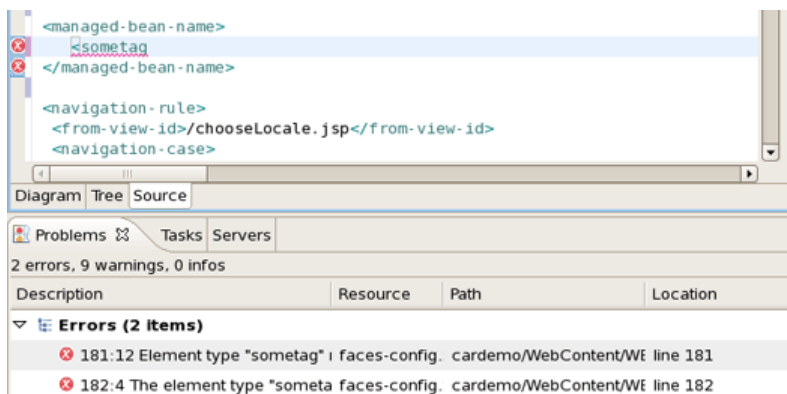 <managed-bean-name>
<sometag
</managed-bean-name>
<navigation-rule>
<from-view-id>/chooseLocale.jsp</from-view-id>
<navigation-case>
Diagram Tree Source
Problems Tasks Servers
2 errors, 9 warnings, 0 infos
Description Resource Path Location
Errors (2 items)
181:12 Element type "sometag" faces-config. cardemo/WebContent/WE line 181
182:4 The element type "someta faces-config. cardemo/WebContent/WE line 182